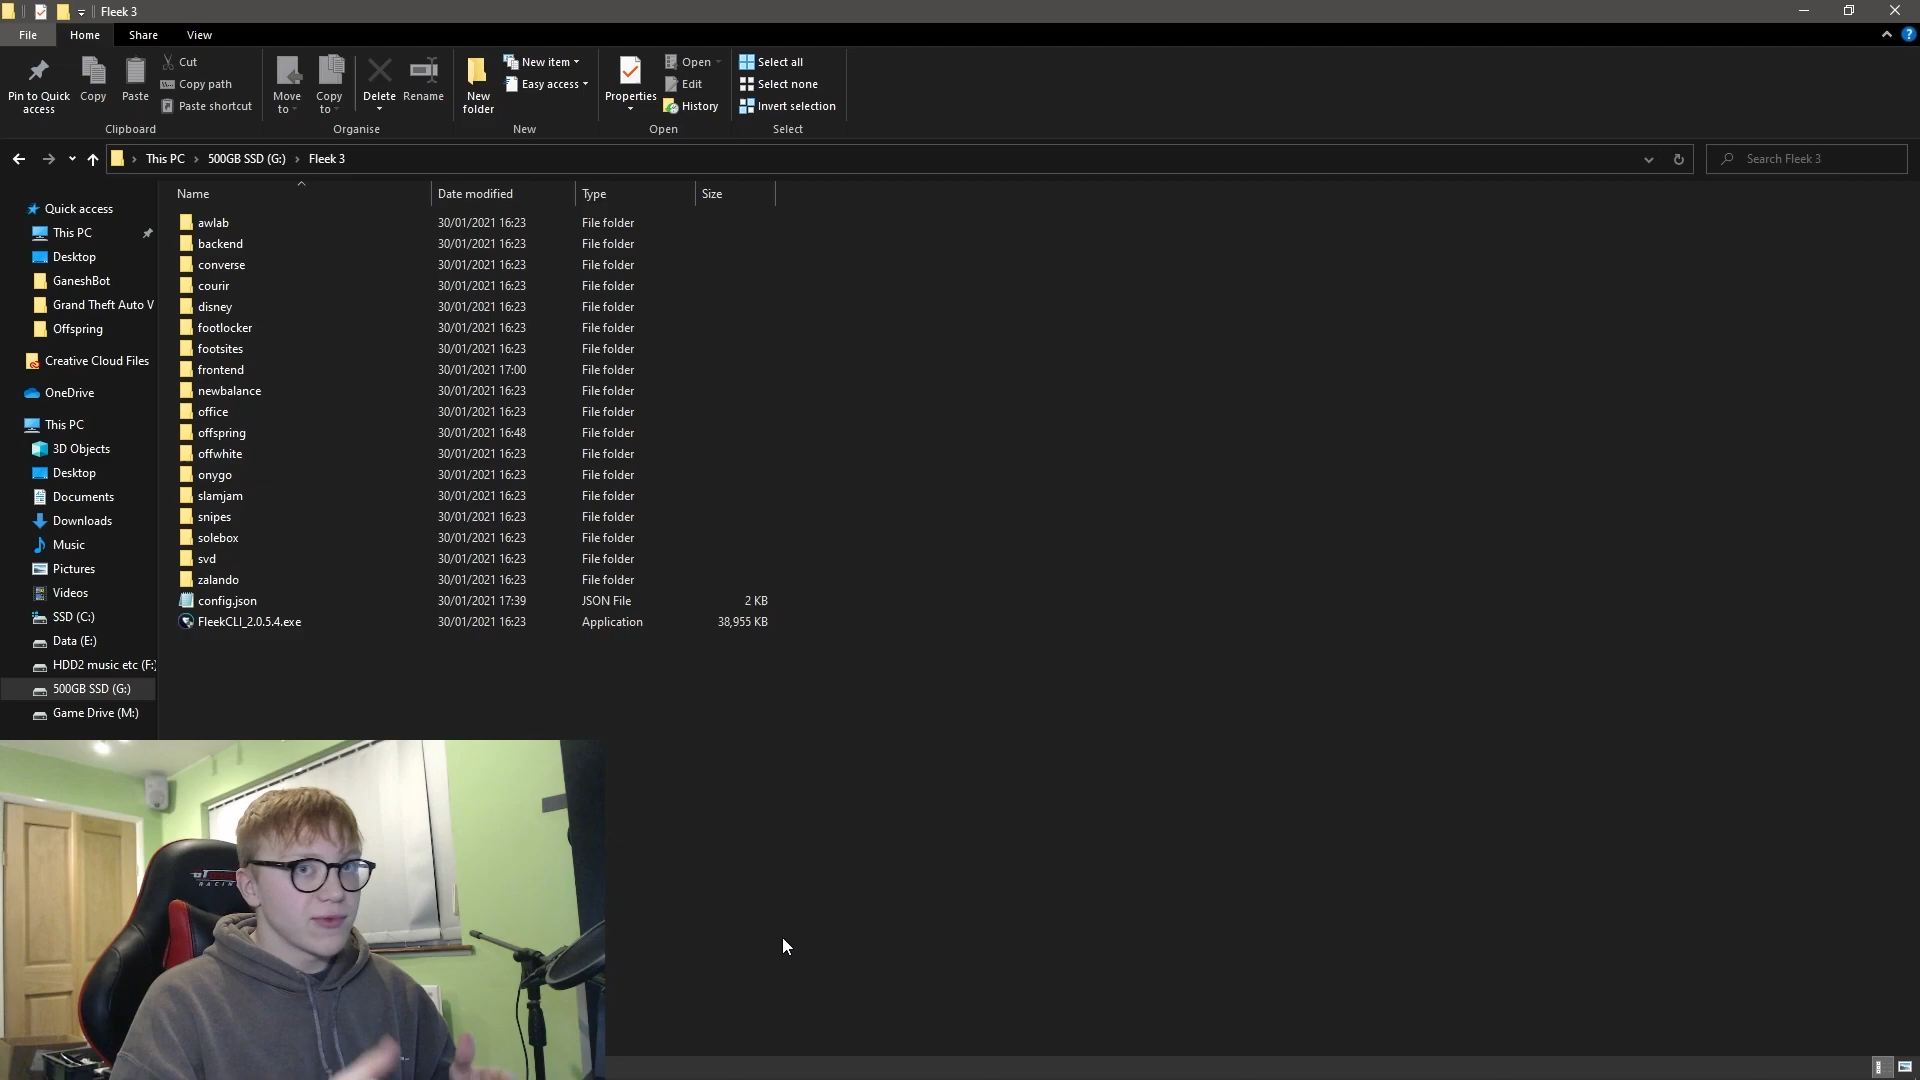 Fleek 3
File Home Share View
Pin to Quick access
Copy
Paste
Cut
Copy path
Paste shortcut
Clipboard
Move to
Copy to
Delete
Rename
Organise
New folder
New item
Easy access
New
Properties
Open
Edit
History
Open
Select all
Select none
Invert selection
Select
This PC > 500GB SSD (G:) > Fleek 3
Search Fleek 3
Quick access
This PC
Desktop
GaneshBot
Grand Theft Auto V
Offspring
Creative Cloud Files
OneDrive
This PC
3D Objects
Desktop
Documents
Downloads
Music
Pictures
Videos
SSD (C:)
Data (E:)
HDD2 music etc (F:)
500GB SSD (G:)
Game Drive (M:)
Name Date modified Type Size
awlab 30/01/2021 16:23 File folder
backend 30/01/2021 16:23 File folder
converse 30/01/2021 16:23 File folder
courir 30/01/2021 16:23 File folder
disney 30/01/2021 16:23 File folder
footlocker 30/01/2021 16:23 File folder
footsites 30/01/2021 16:23 File folder
frontend 30/01/2021 17:00 File folder
newbalance 30/01/2021 16:23 File folder
office 30/01/2021 16:23 File folder
offspring 30/01/2021 16:48 File folder
offwhite 30/01/2021 16:23 File folder
onygo 30/01/2021 16:23 File folder
slamjam 30/01/2021 16:23 File folder
snipes 30/01/2021 16:23 File folder
solebox 30/01/2021 16:23 File folder
svd 30/01/2021 16:23 File folder
zalando 30/01/2021 16:23 File folder
config.json 30/01/2021 17:39 JSON File 2 KB
FleekCLI_2.0.5.4.exe 30/01/2021 16:23 Application 38,955 KB